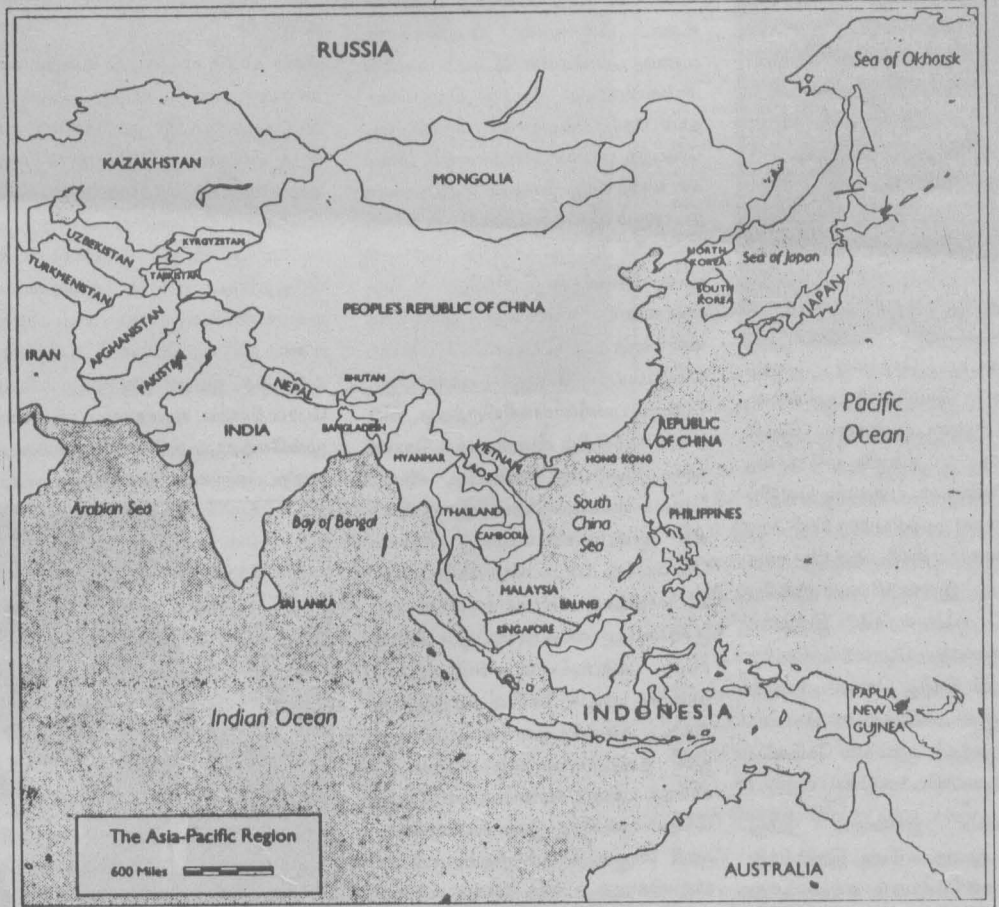 RUSSIA
Sea of Okhotsk
KAZAKHSTAN
MONGOLIA
UZBEKISTAN
KYRGYZSTAN
TURKMENISTAN
TAJIKISTAN
NORTH
KOREA
Sea of Japan
SOUTH
KOREA
JAPAN
PEOPLE'S REPUBLIC OF CHINA
IRAN
AFGHANISTAN
PAKISTAN
NEPAL
BHUTAN
INDIA
BANGLADESH
Pacific
Ocean
REPUBLIC
OF CHINA
MYANMAR
VIETNAM
LAOS
HONG KONG
Arabian Sea
Bay of Bengal
THAILAND
CAMBODIA
South
China
Sea
PHILIPPINES
SRI LANKA
MALAYSIA
BRUNEI
SINGAPORE
Indian Ocean
INDONESIA
PAPUA
NEW
GUINEA
The Asia-Pacific Region
600 Miles
AUSTRALIA